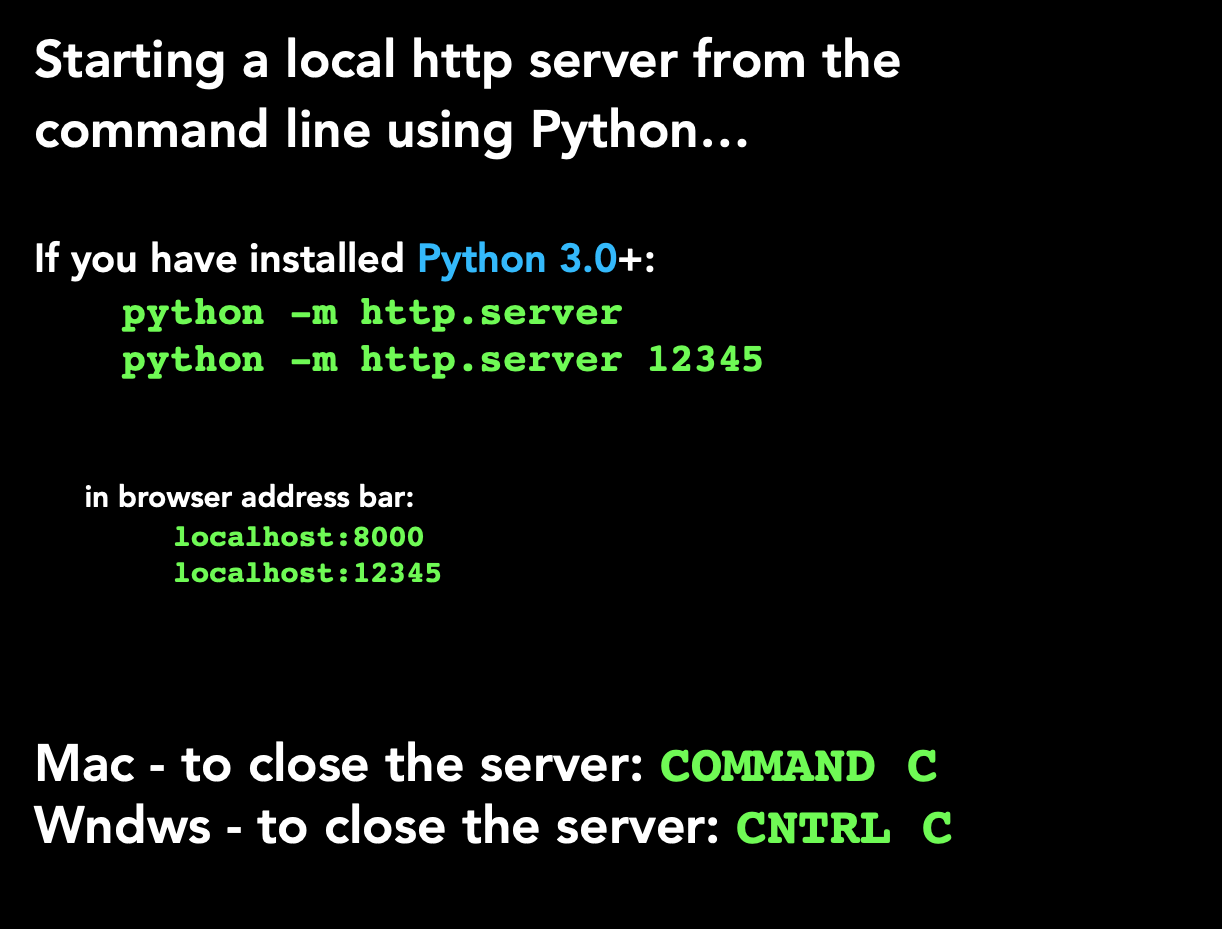 Starting a local http server from the
command line using Python…
If you have installed Python 3.0+:
python -m http.server
python -m http.server 12345
in browser address bar:
localhost:8000
localhost:12345
Mac - to close the server: COMMAND C
Wndws - to close the server: CNTRL C